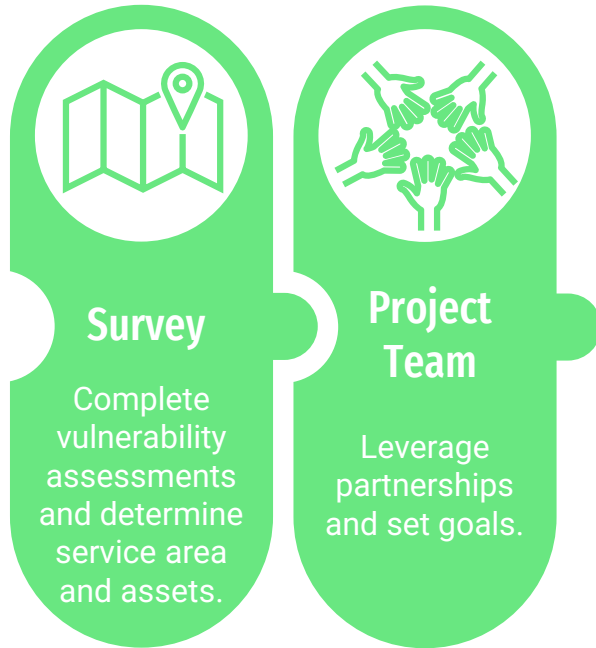 Survey
Complete
vulnerability
assessments
and determine
service area
and assets.
Project
Team
Leverage
partnerships
and set goals.